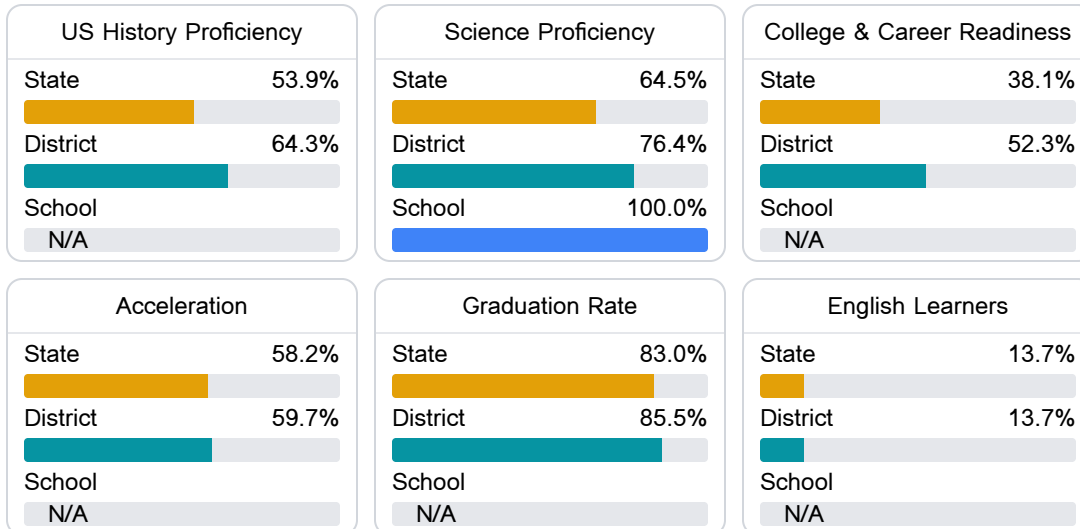 US History Proficiency
State 53.9%
District 64.3%
School
N/A
Science Proficiency
State 64.5%
District 76.4%
School 100.0%
College & Career Readiness
State 38.1%
District 52.3%
School
N/A
Acceleration
State 58.2%
District 59.7%
School
N/A
Graduation Rate
State 83.0%
District 85.5%
School
N/A
English Learners
State 13.7%
District 13.7%
School
N/A